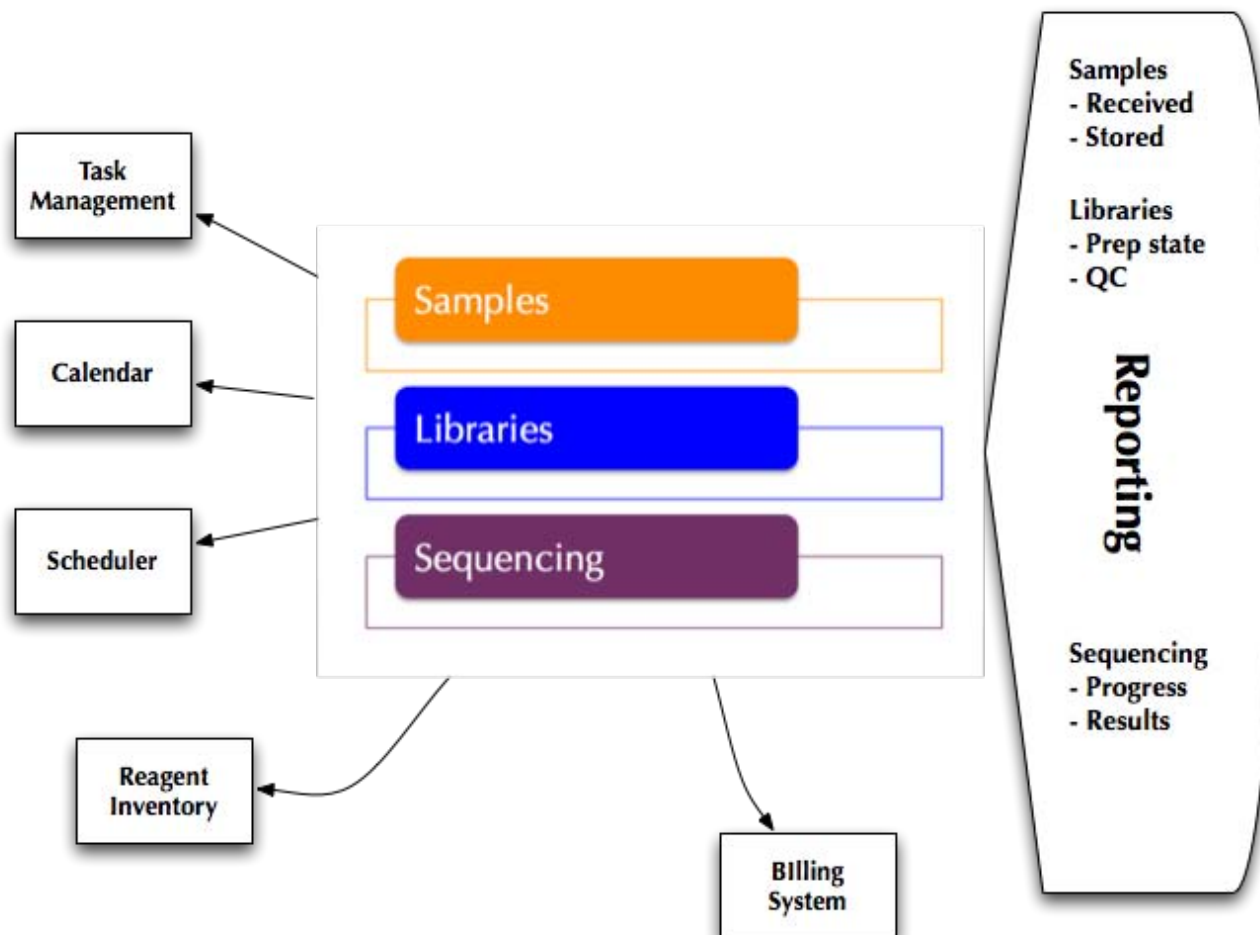 Task
Management
Calendar
Scheduler
Reagent
Inventory
BIlling
System
Samples
Libraries
Sequencing
Samples
- Received
- Stored
Libraries
- Prep state
- QC
Reporting
Sequencing
- Progress
- Results